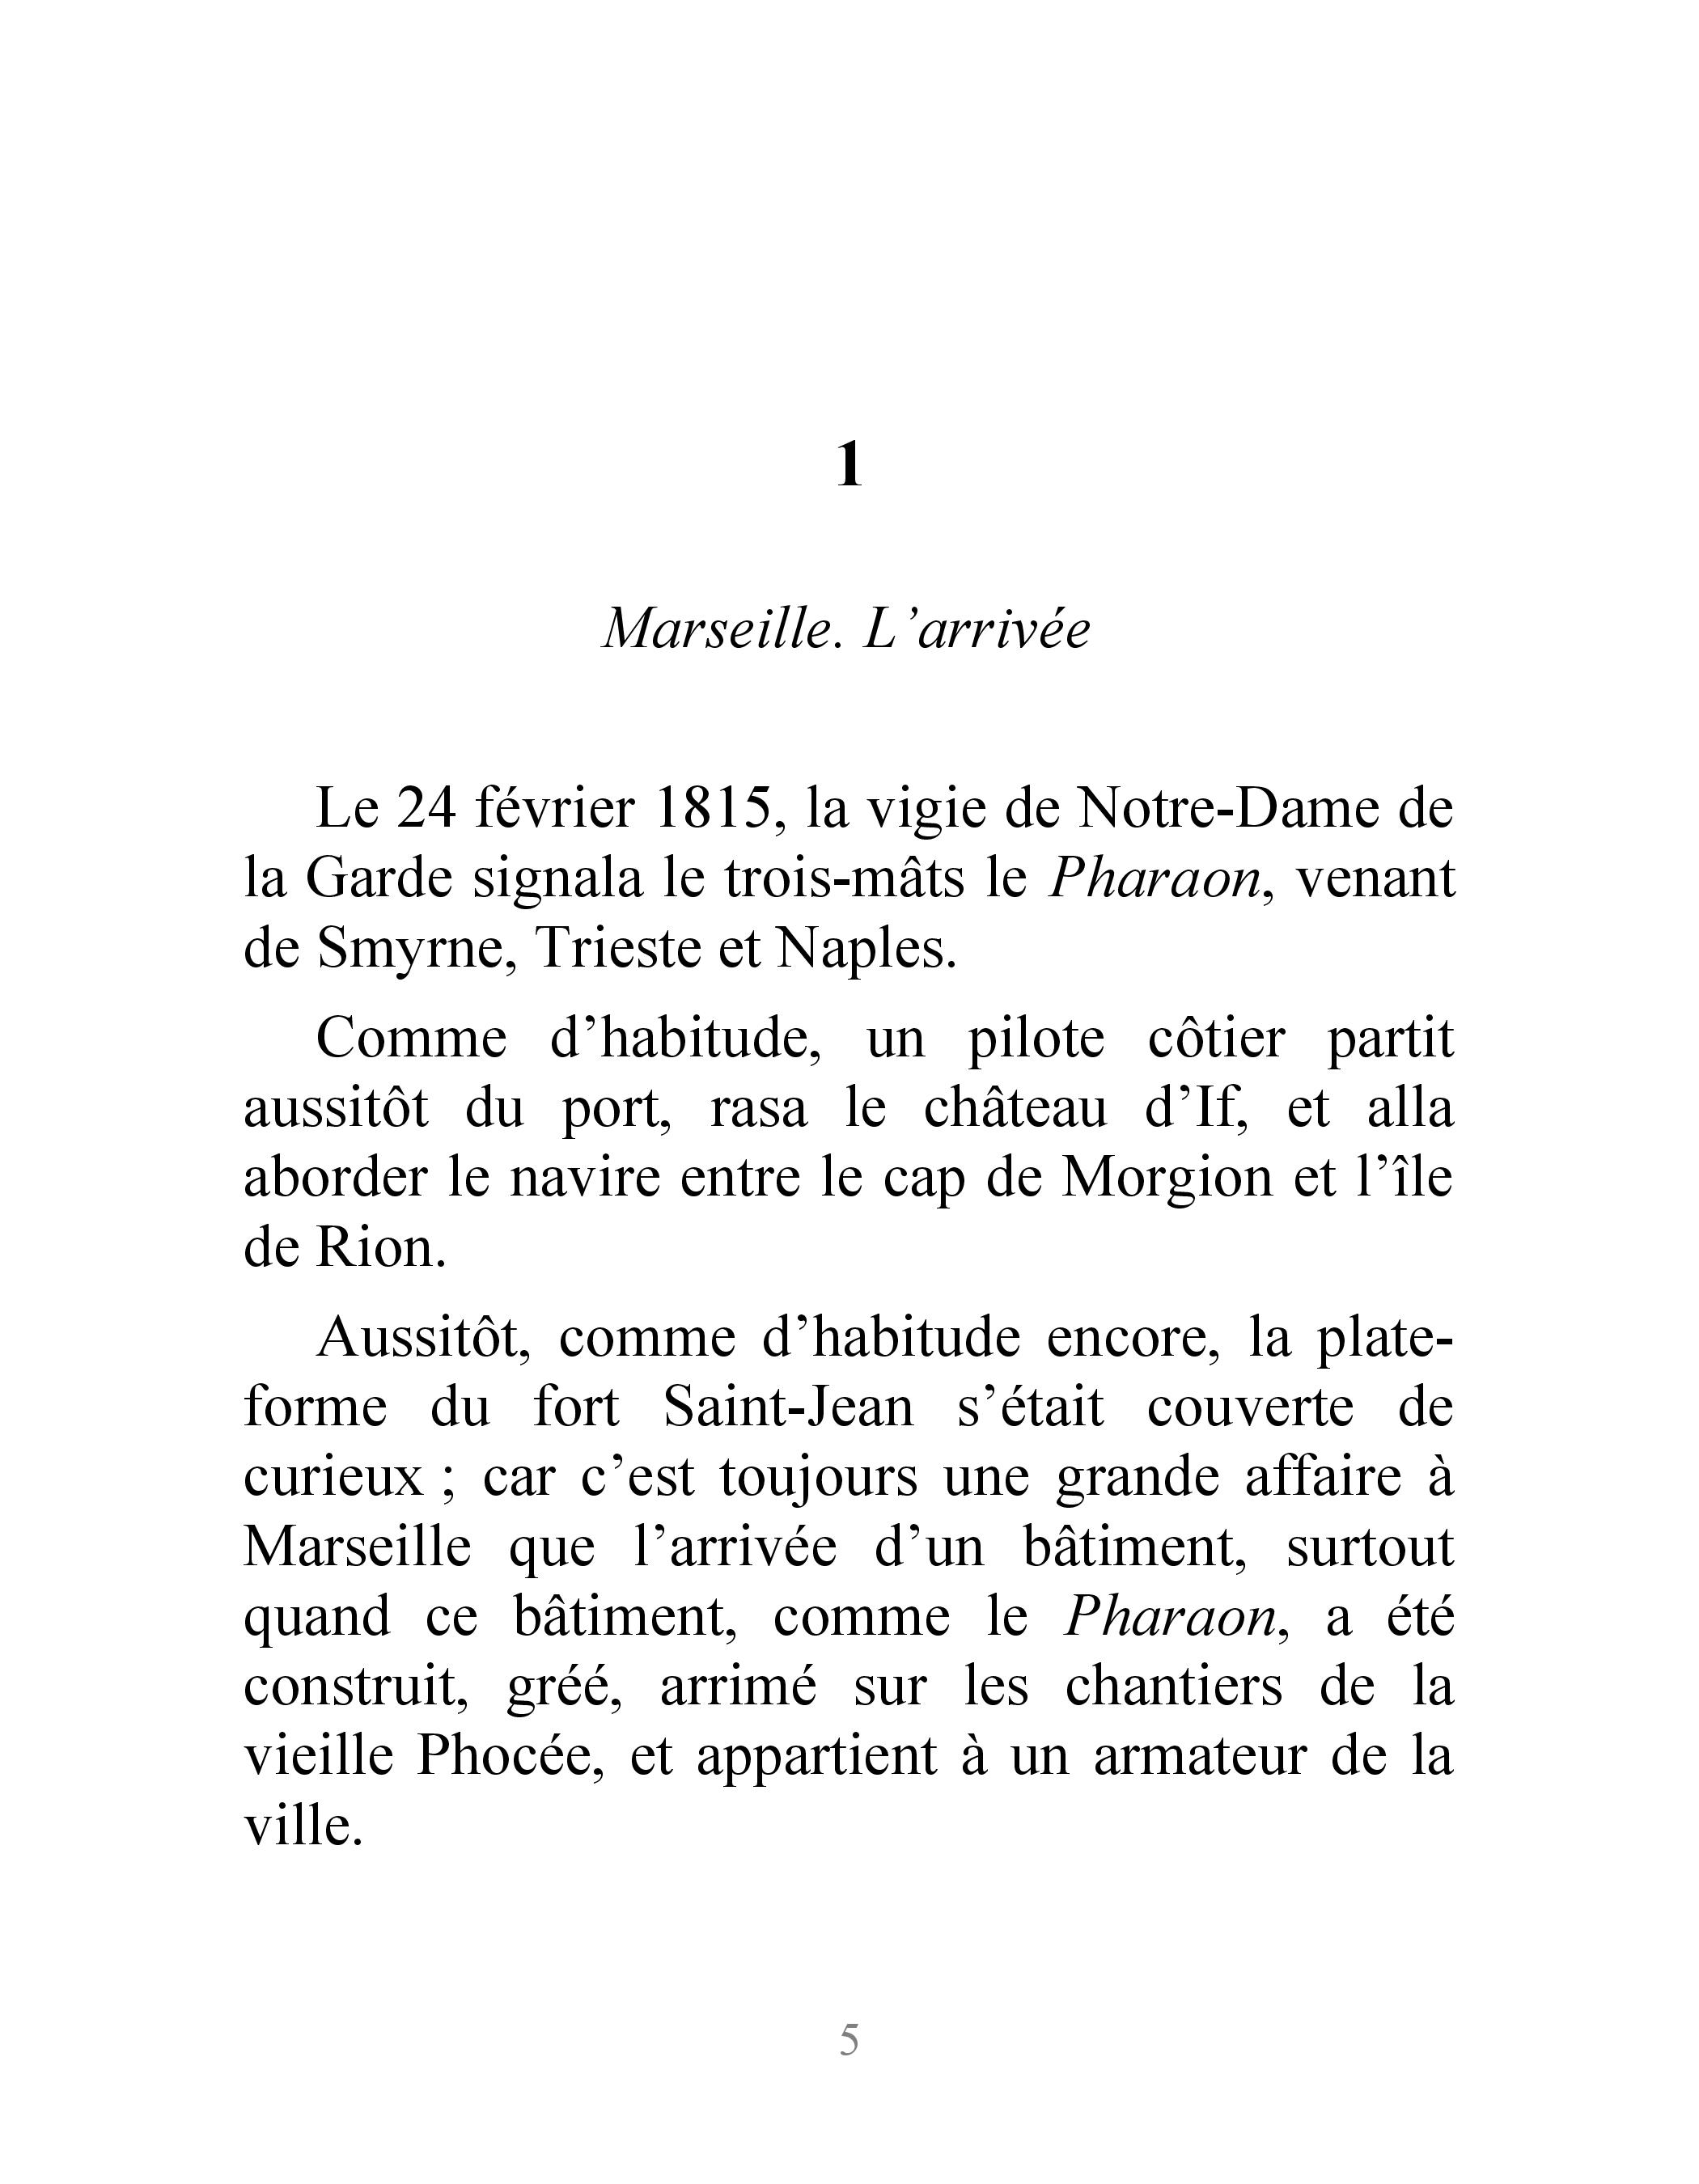 1
Marseille. L’arrivée
Le 24 février 1815, la vigie de Notre-Dame de
la Garde signala le trois-mâts le Pharaon, venant
de Smyrne, Trieste et Naples.
Comme d’habitude, un pilote côtier partit
aussitôt du port, rasa le château d’If, et alla
aborder le navire entre le cap de Morgion et l’île
de Rion.
Aussitôt, comme d’habitude encore, la plate-
forme du fort Saint-Jean s’était couverte de
curieux ; car c’est toujours une grande affaire à
Marseille que l’arrivée d’un bâtiment, surtout
quand ce bâtiment, comme le Pharaon, a été
construit, gréé, arrimé sur les chantiers de la
vieille Phocée, et appartient à un armateur de la
ville.
5